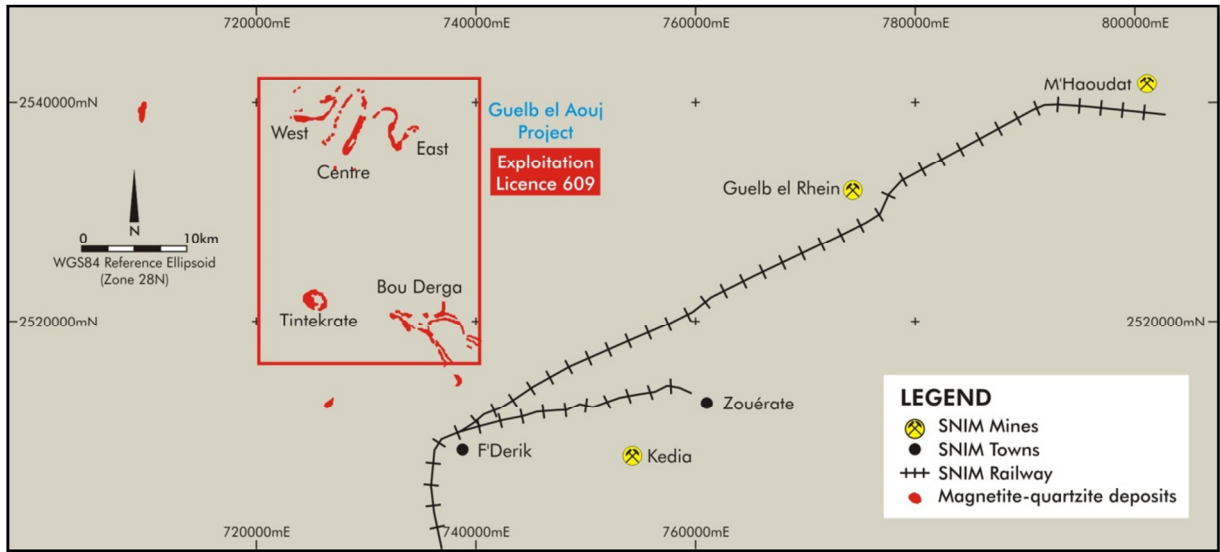 720000mE 740000mE 760000mE 780000mE 800000mE
M'Haoudat
2540000mN 2540000mN
Guelb el Aouj
Project
West
East
Centre
Exploitation
Licence 609
Guelb el Rhein
N
0 10km
WGS84 Reference Ellipsoid
(Zone 28N)
Bou Derga
Tintekrate
2520000mN 2520000mN
Zouérate
F'Derik
Kedia
LEGEND
SNIM Mines
SNIM Towns
SNIM Railway
Magnetite-quartzite deposits
720000mE 740000mE 760000mE